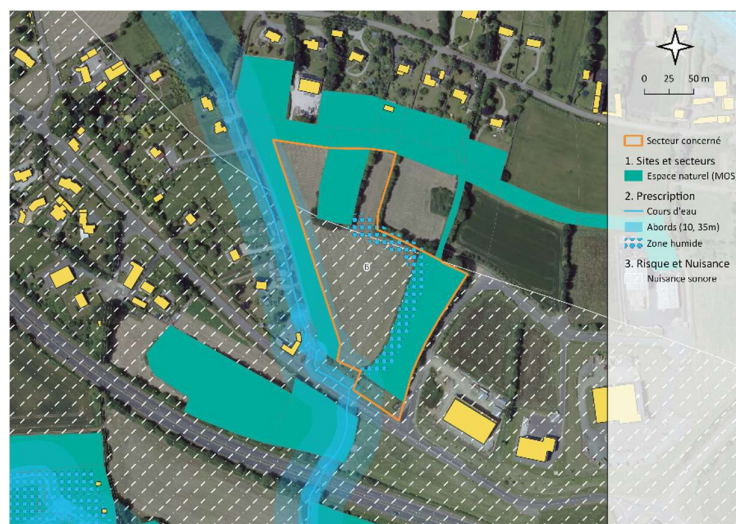 0 25 50 m
Secteur concerné
1. Sites et secteurs
Espace naturel (MOS
2. Prescription
Cours d'eau
Abords (10, 35m)
Zone humide
3. Risque et Nuisance
Nuisance sonore
6